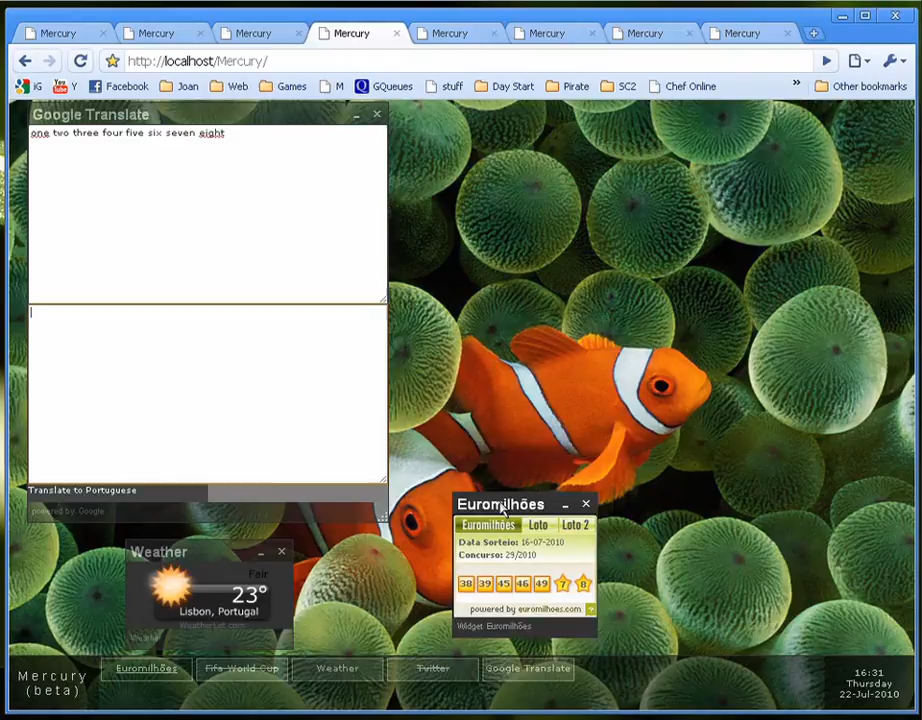 Mercury Mercury Mercury Mercury Mercury Mercury Mercury Mercury
http://localhost/Mercury/
iG Y Facebook Joan Web Games M GQueues stuff Day Start Pirate SC2 Chef Online » Other bookmarks
Google Translate
one two three four five six seven eight
Translate to Portuguese
powered by Google
Euromilhões
Euromilhões Loto Loto 2
Data Sorteio: 16-07-2010
Concurso: 29/2010
38 39 45 46 49 7 8
powered by euromilhoes.com ?
Widget Euromilhões
Weather
Fair
23°
Lisbon, Portugal
Weather
Mercury
(beta)
Euromilhões Fifa World Cup Weather Twitter Google Translate
16:31
Thursday
22-Jul-2010